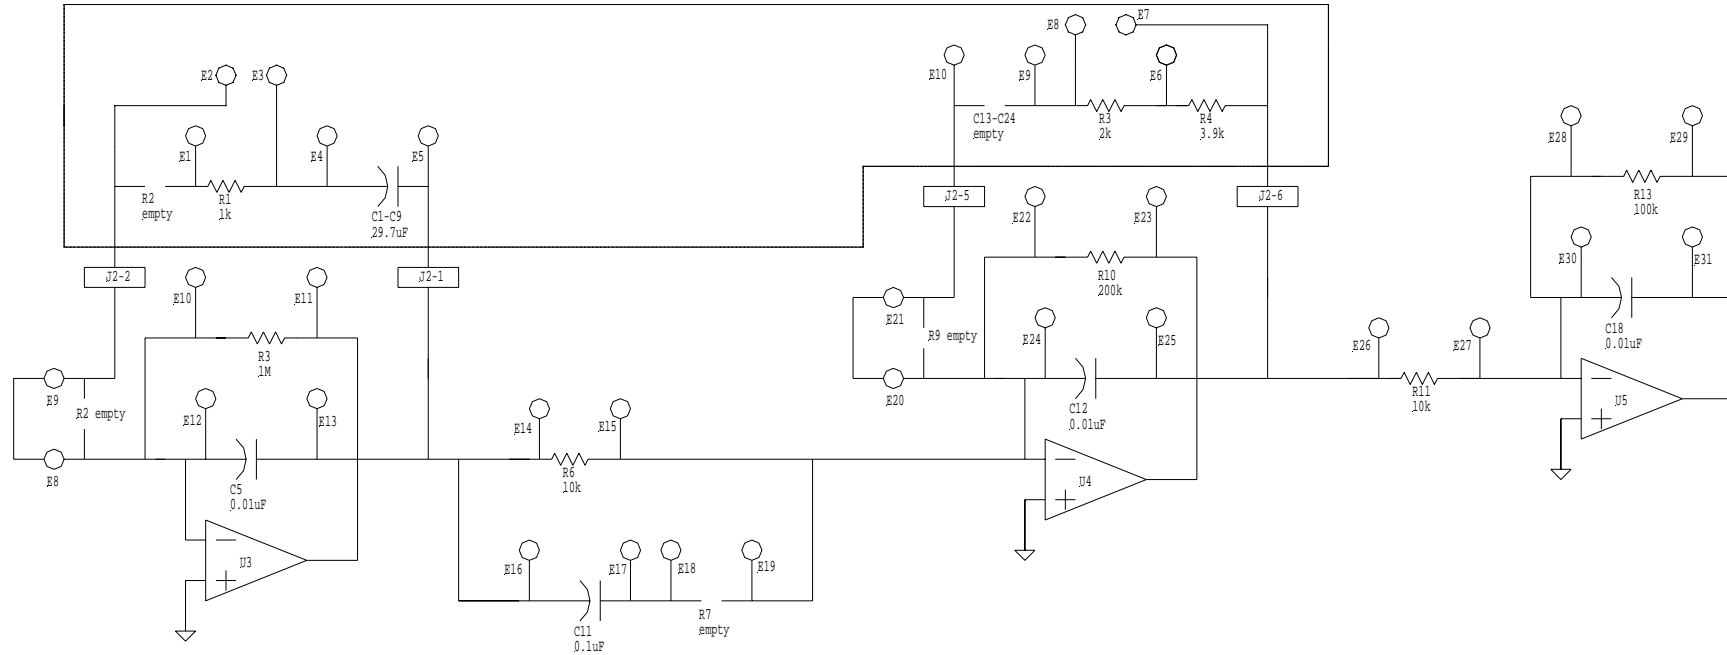 E7
E8
E10
E9
E6
E2
E3
C13-C24
empty
R3
2k
R4
3.9k
E28
E29
E1
E4
E5
R2
empty
R1
1k
C1-C9
29.7uF
J2-5
J2-6
R13
100k
E22
E23
E30
E31
J2-2
J2-1
E10
E11
R10
200k
E21
R9 empty
E24
E25
E26
E27
C18
0.01uF
R3
1M
E9
R2 empty
E12
E13
E14
E15
E20
C12
0.01uF
R11
10k
U5
E8
C5
0.01uF
R6
10k
U4
U3
E16
E17
E18
E19
C11
0.1uF
R7
empty